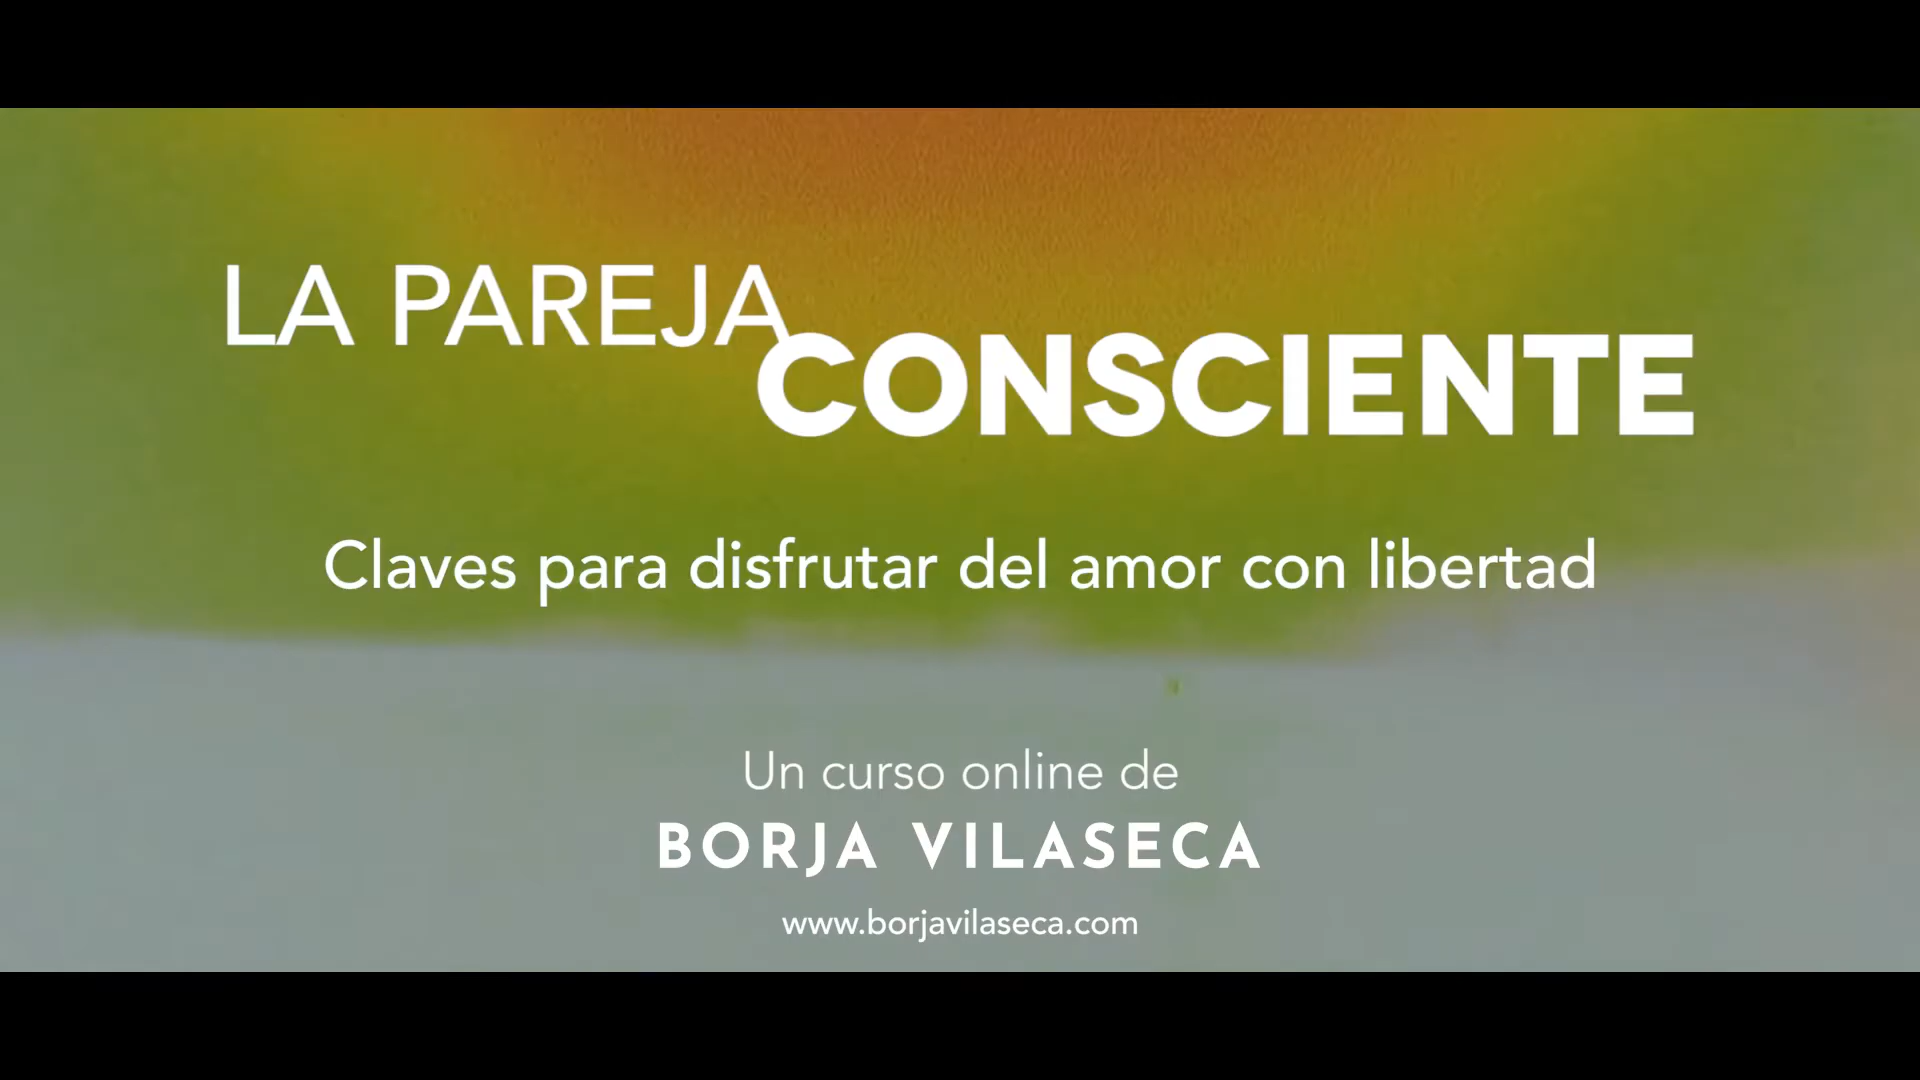 LA PAREJA
CONSCIENTE
Claves para disfrutar del amor con libertad
Un curso online de
BORJA VILASECA
www.borjavilaseca.com